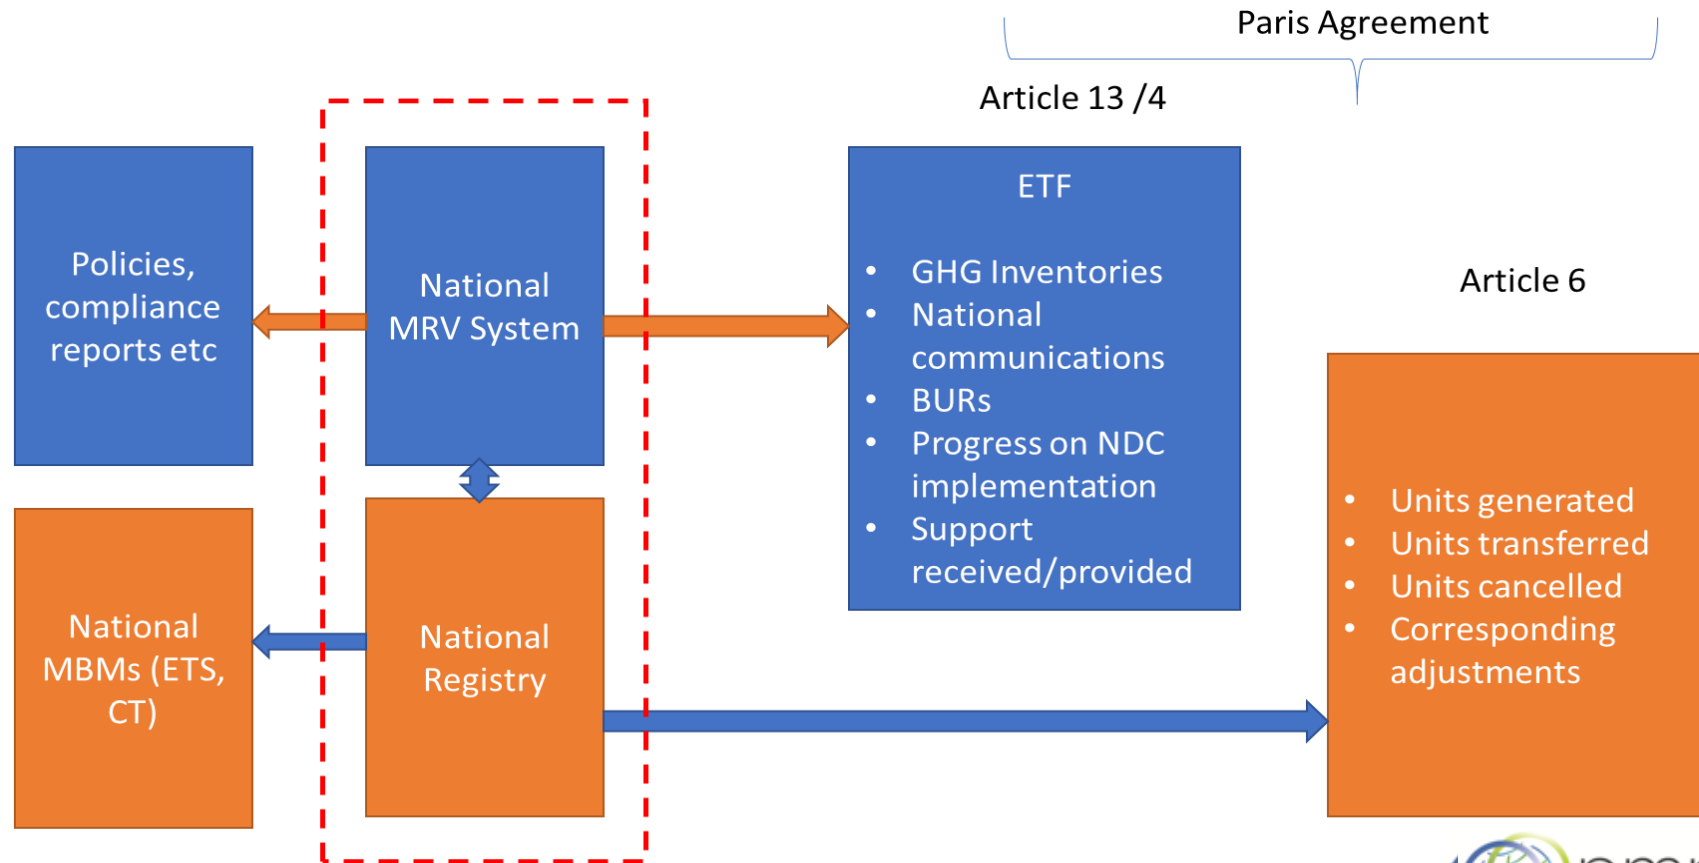 Paris Agreement
Article 13 /4
Policies,
compliance
reports etc
National
MRV System
ETF
• GHG Inventories
• National
communications
• BURs
• Progress on NDC
implementation
• Support
received/provided
Article 6
• Units generated
• Units transferred
• Units cancelled
• Corresponding
adjustments
National
MBMs (ETS,
CT)
National
Registry